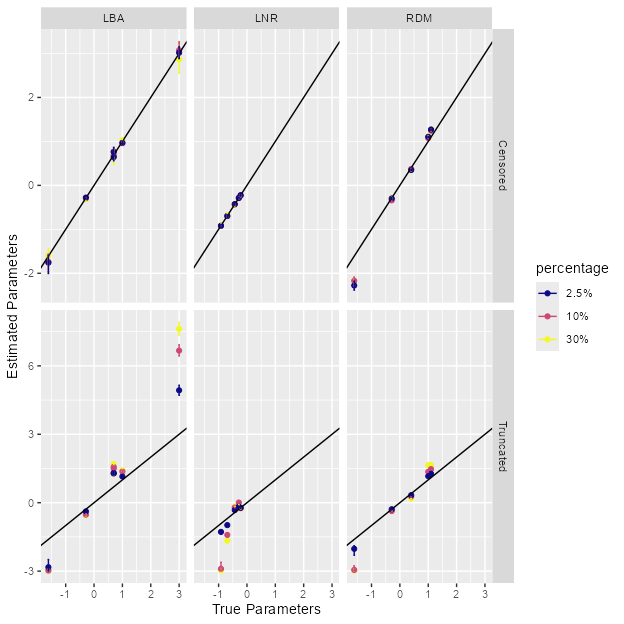 LBA LNR RDM
2
0
-2
Censored
6
3
0
-3
Truncated
-1 0 1 2 3 -1 0 1 2 3 -1 0 1 2 3
True Parameters
Estimated Parameters
percentage
2.5%
10%
30%